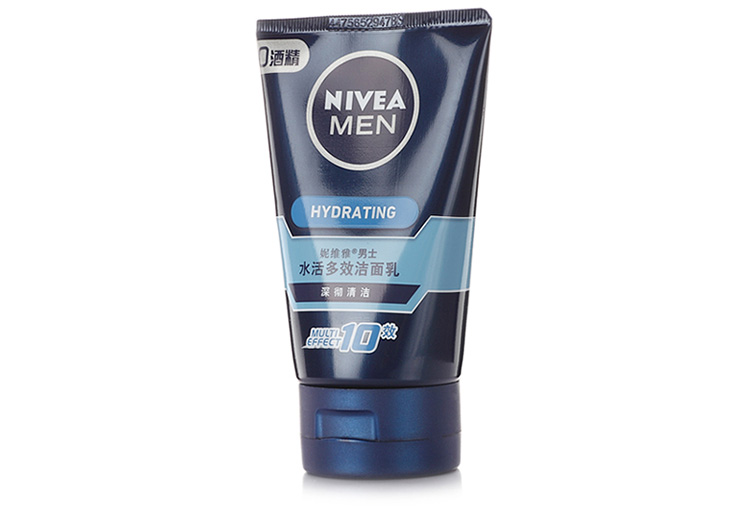 44758529478S
0酒精
NIVEA
MEN
HYDRATING
妮维雅®男士
水活多效洁面乳
深彻清洁
MULTI
EFFECT
10效